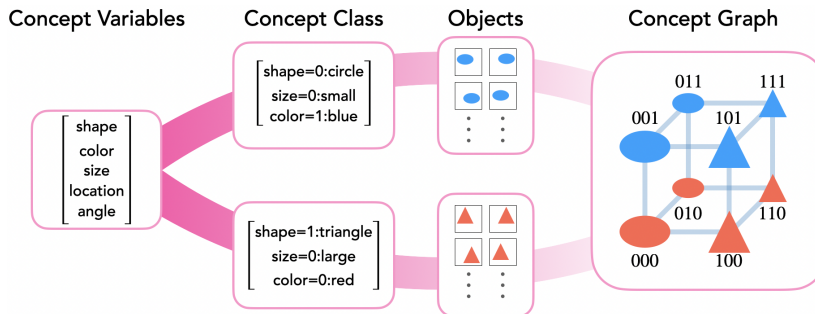 Concept Variables
Concept Class
Objects
Concept Graph
shape
color
size
location
angle
shape=0:circle
size=0:small
color=1:blue
shape=1:triangle
size=0:large
color=0:red
011
111
001
101
010
110
000
100